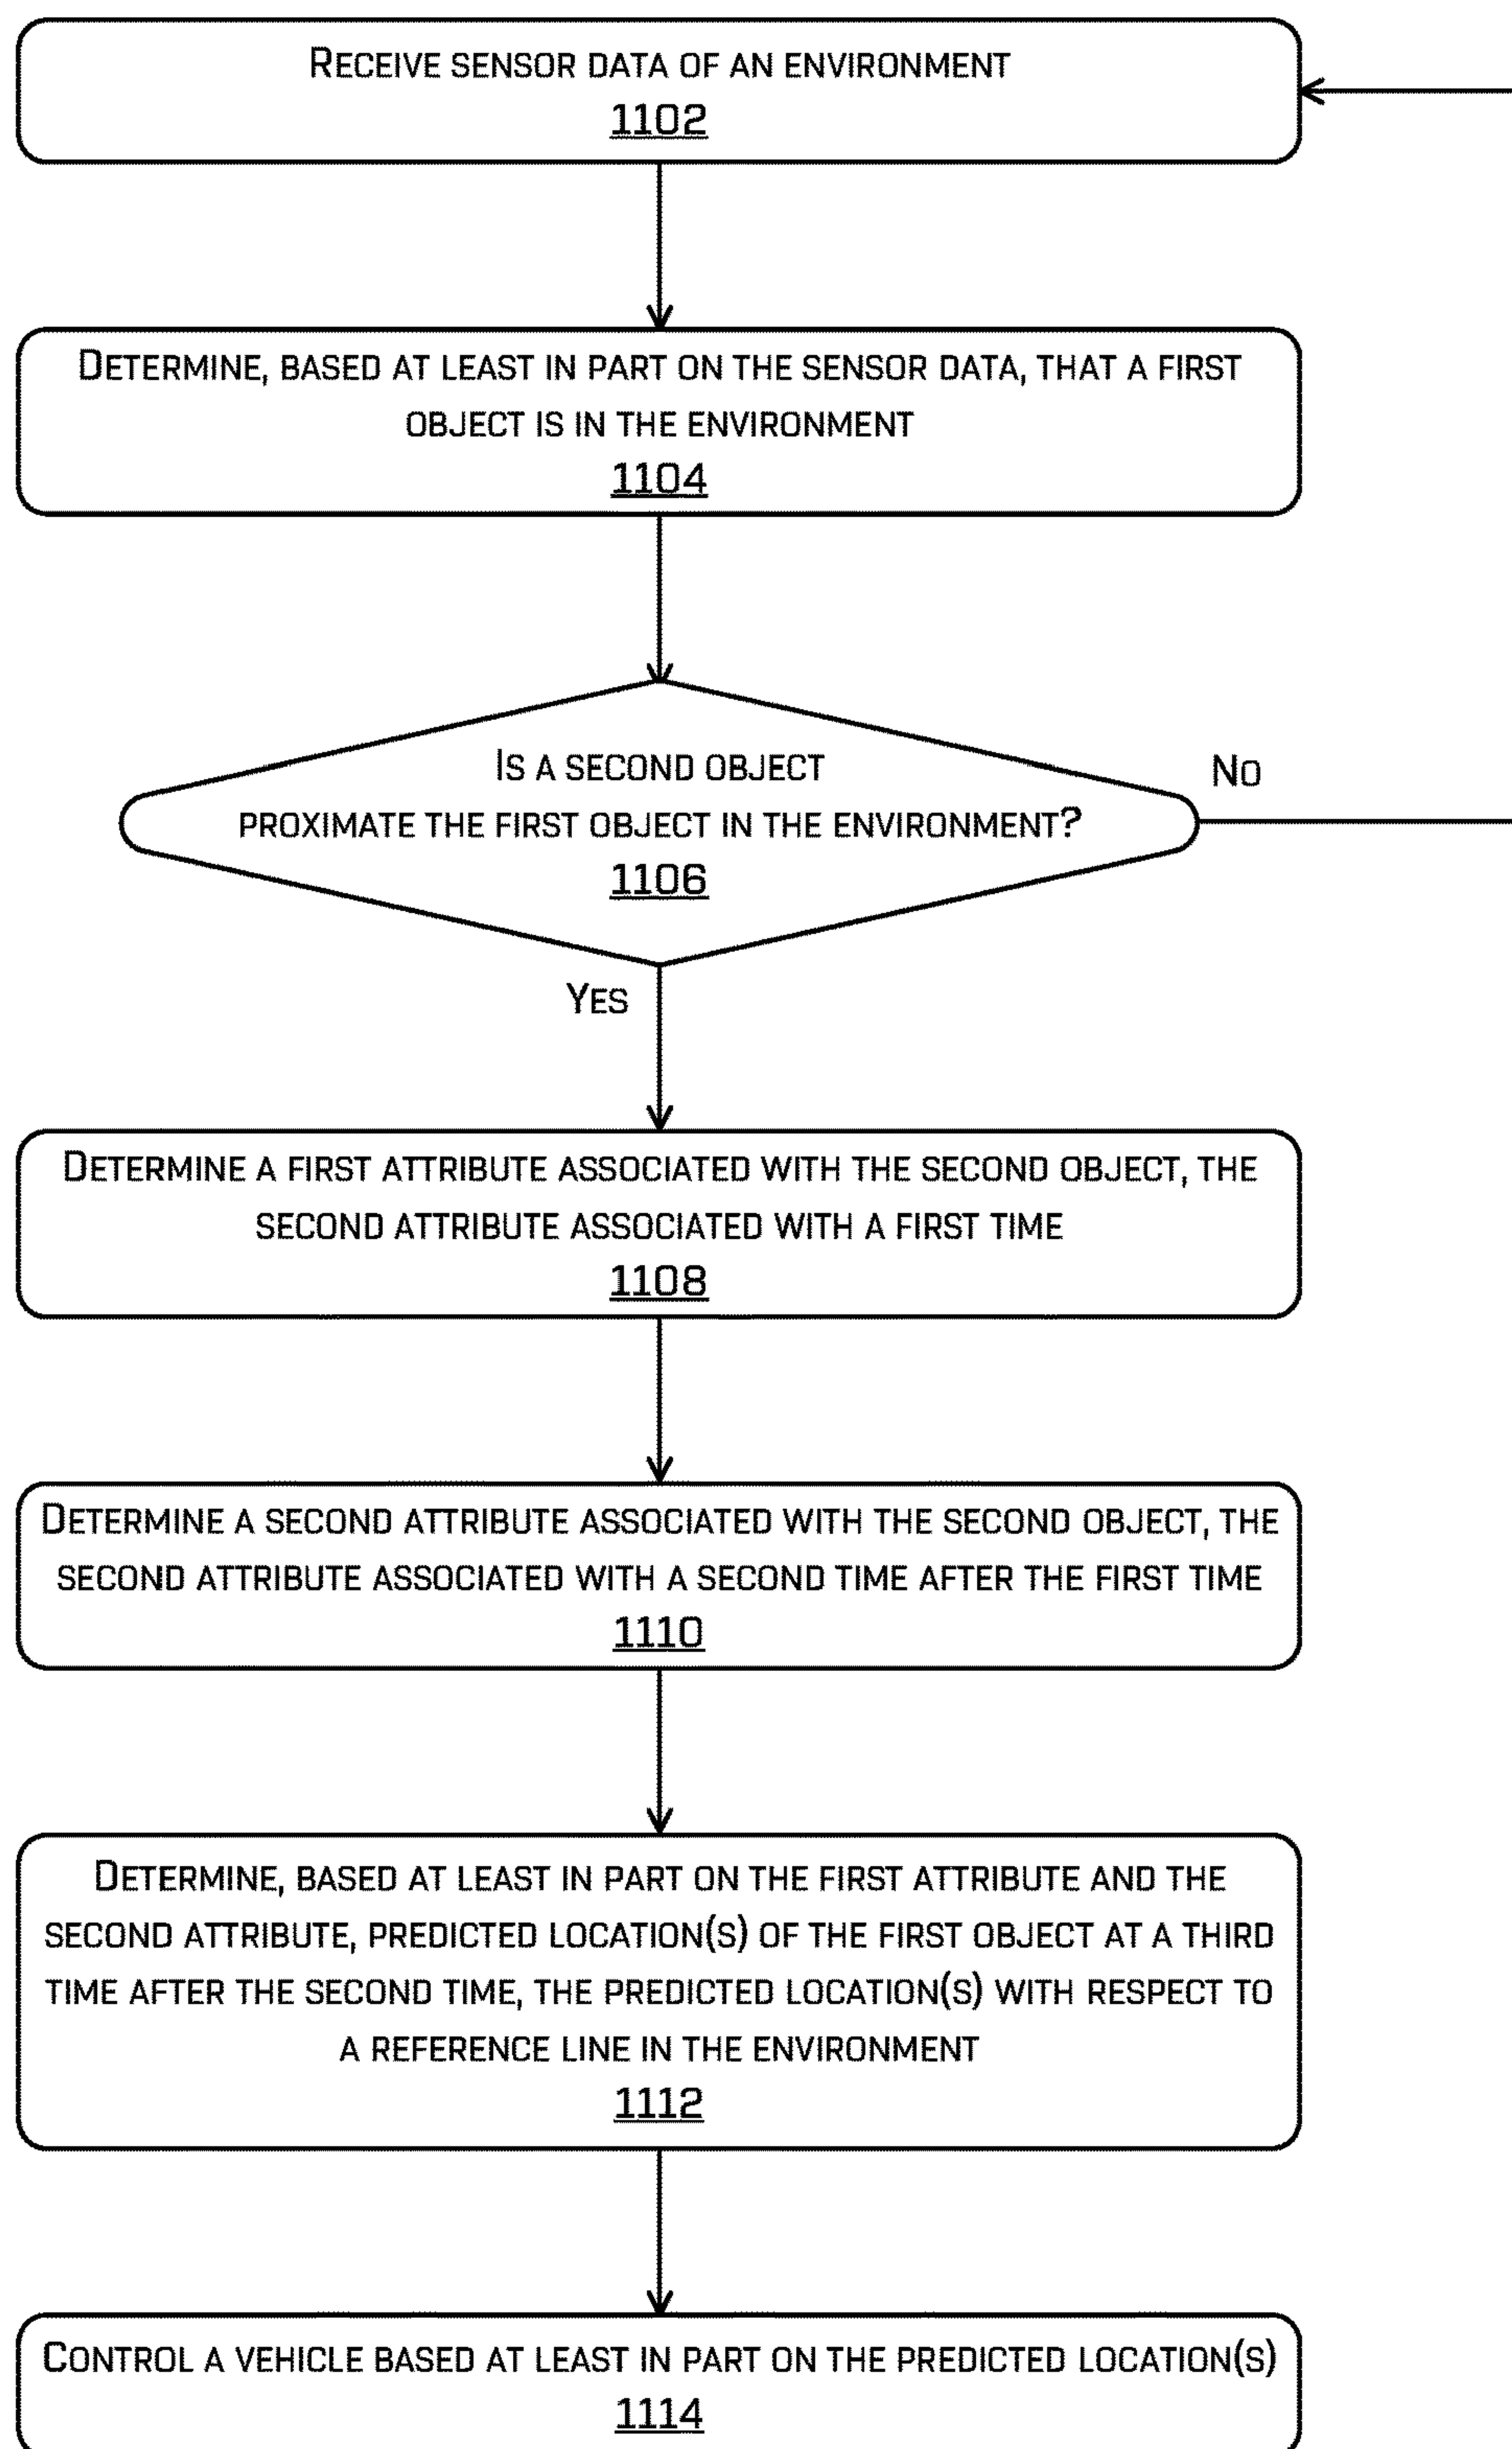 RECEIVE SENSOR DATA OF AN ENVIRONMENT
1102
DETERMINE, BASED AT LEAST IN PART ON THE SENSOR DATA, THAT A FIRST
OBJECT IS IN THE ENVIRONMENT
1104
IS A SECOND OBJECT
PROXIMATE THE FIRST OBJECT IN THE ENVIRONMENT?
1106
NO
YES
DETERMINE A FIRST ATTRIBUTE ASSOCIATED WITH THE SECOND OBJECT, THE
SECOND ATTRIBUTE ASSOCIATED WITH A FIRST TIME
1108
DETERMINE A SECOND ATTRIBUTE ASSOCIATED WITH THE SECOND OBJECT, THE
SECOND ATTRIBUTE ASSOCIATED WITH A SECOND TIME AFTER THE FIRST TIME
1110
DETERMINE, BASED AT LEAST IN PART ON THE FIRST ATTRIBUTE AND THE
SECOND ATTRIBUTE, PREDICTED LOCATION(S) OF THE FIRST OBJECT AT A THIRD
TIME AFTER THE SECOND TIME, THE PREDICTED LOCATION(S) WITH RESPECT TO
A REFERENCE LINE IN THE ENVIRONMENT
1112
CONTROL A VEHICLE BASED AT LEAST IN PART ON THE PREDICTED LOCATION(S)
1114